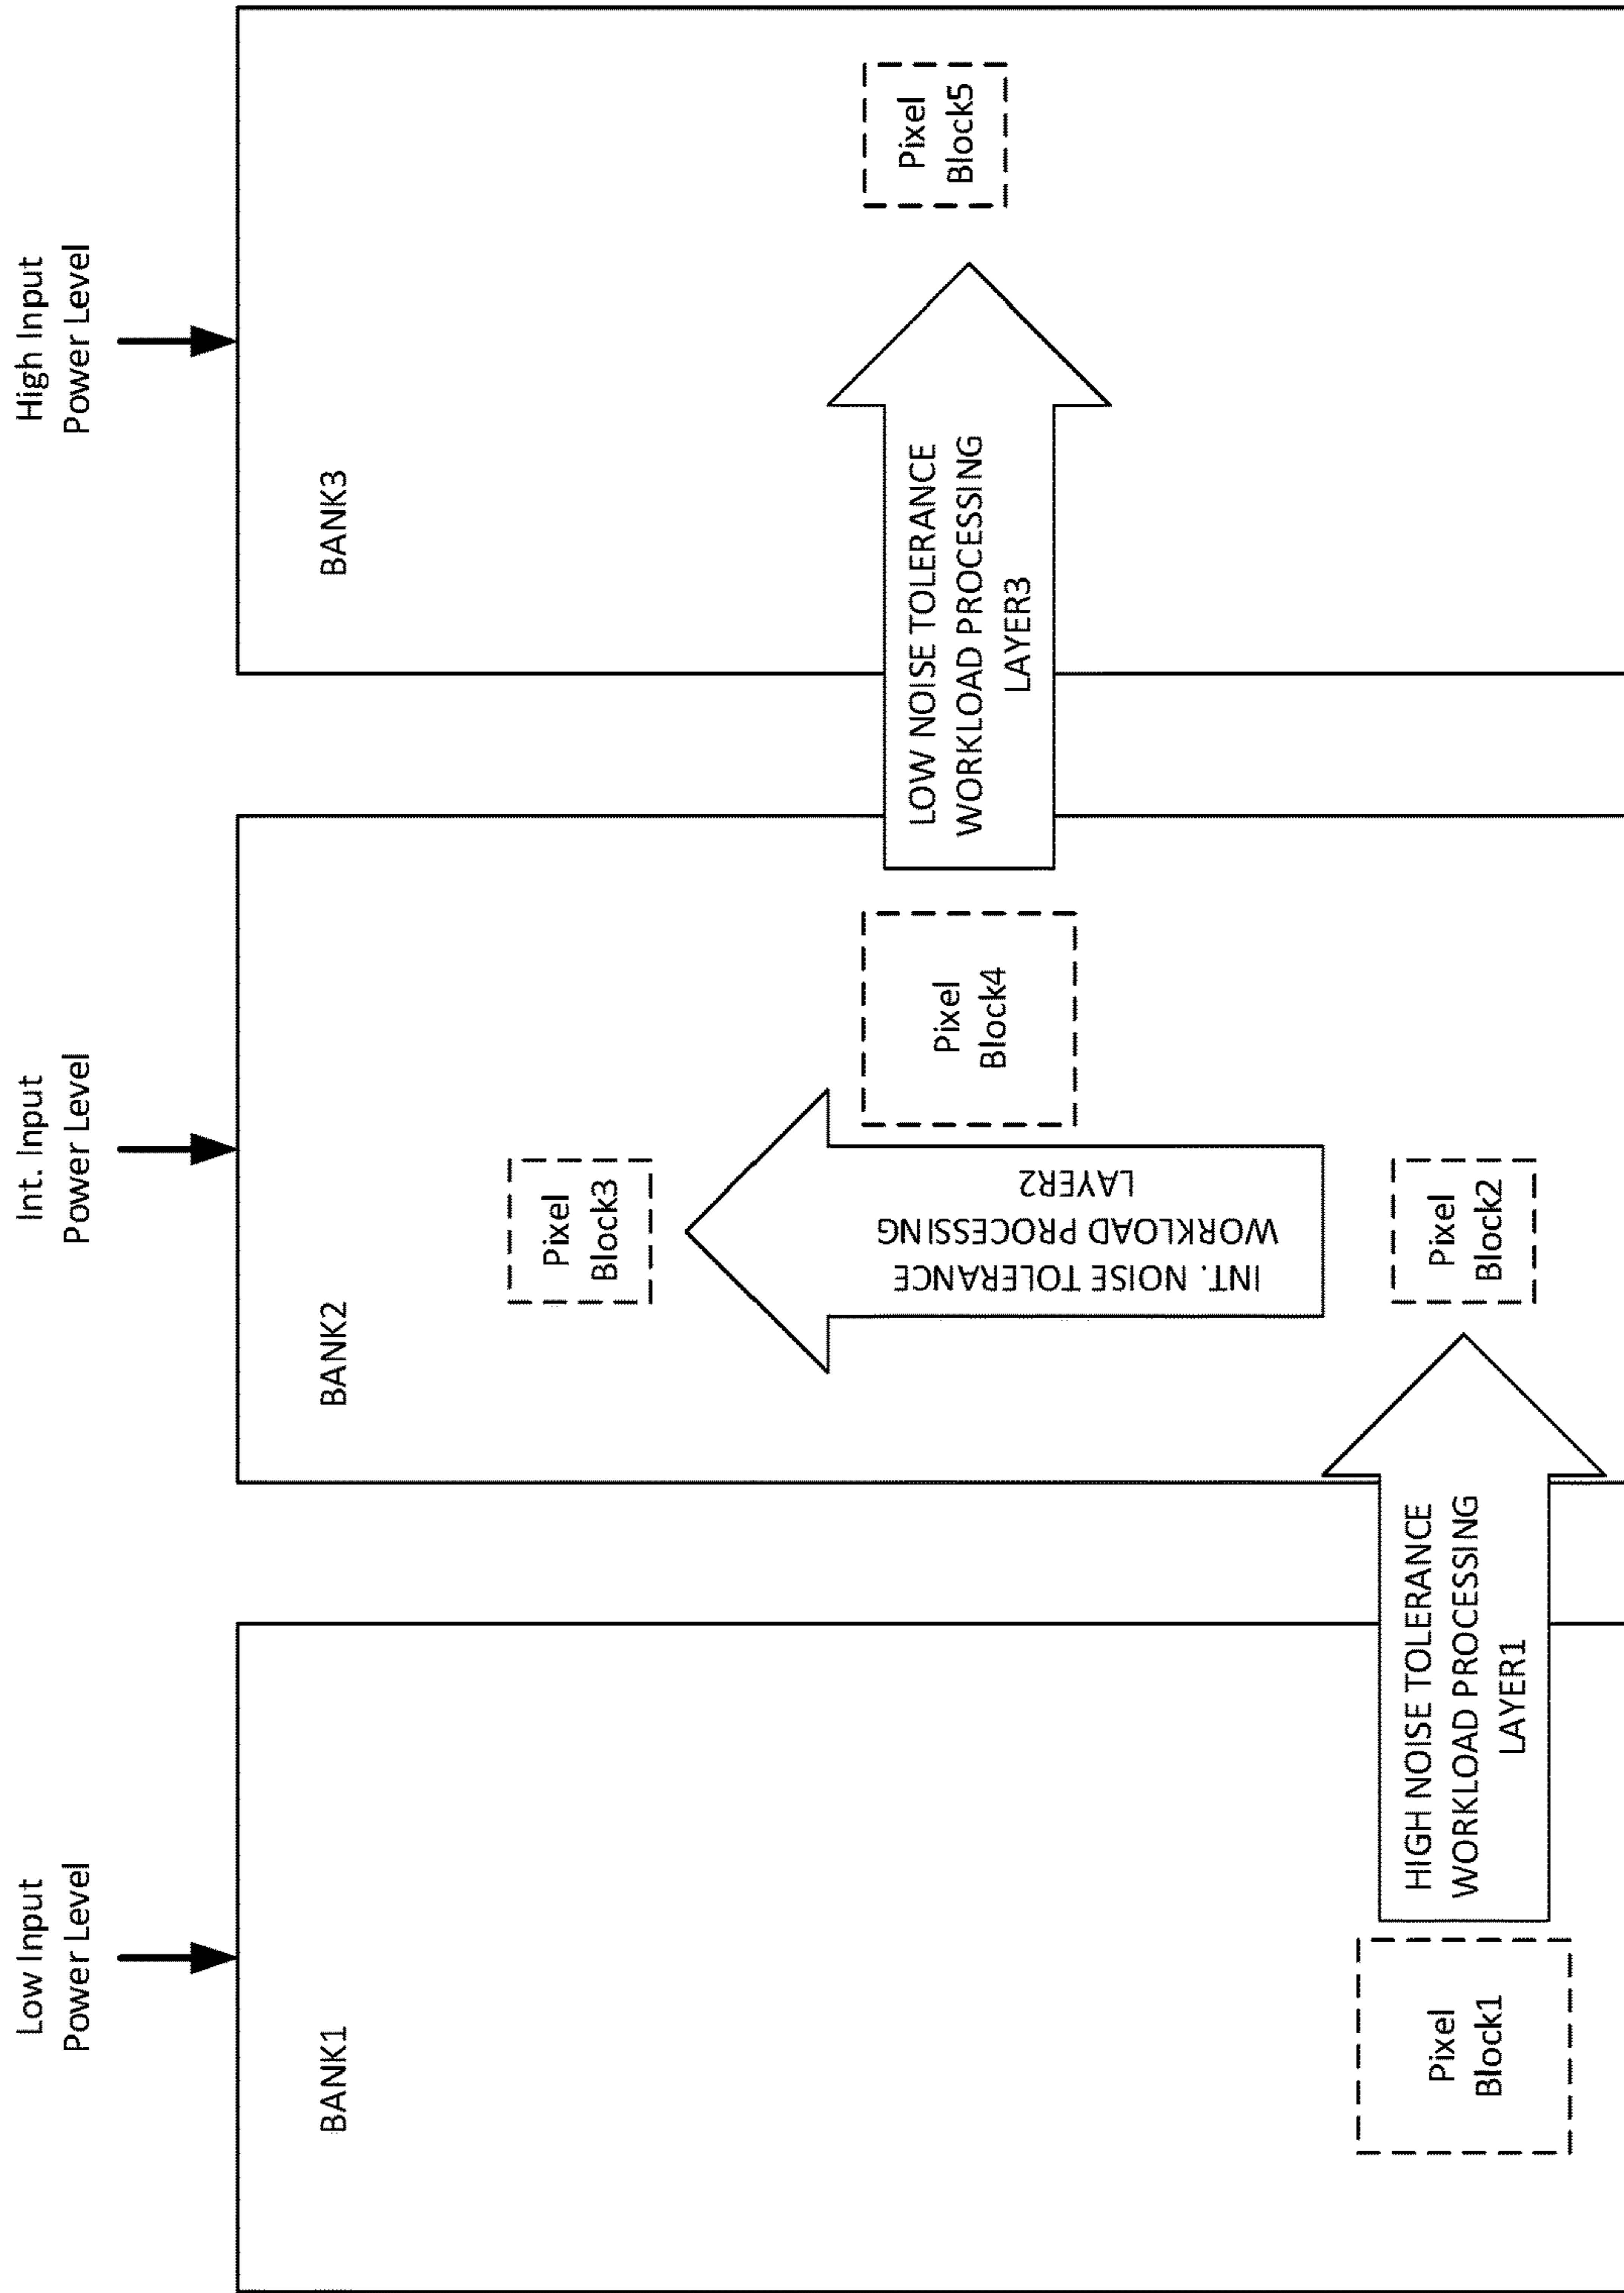 Low Input
Power Level
Int. Input
Power Level
High Input
Power Level
BANK1
BANK2
BANK3
Pixel
Block1
HIGH NOISE TOLERANCE
WORKLOAD PROCESSING
LAYER1
Pixel
Block2
INT. NOISE TOLERANCE
WORKLOAD PROCESSING
LAYER2
Pixel
Block3
Pixel
Block4
LOW NOISE TOLERANCE
WORKLOAD PROCESSING
LAYER3
Pixel
Block5